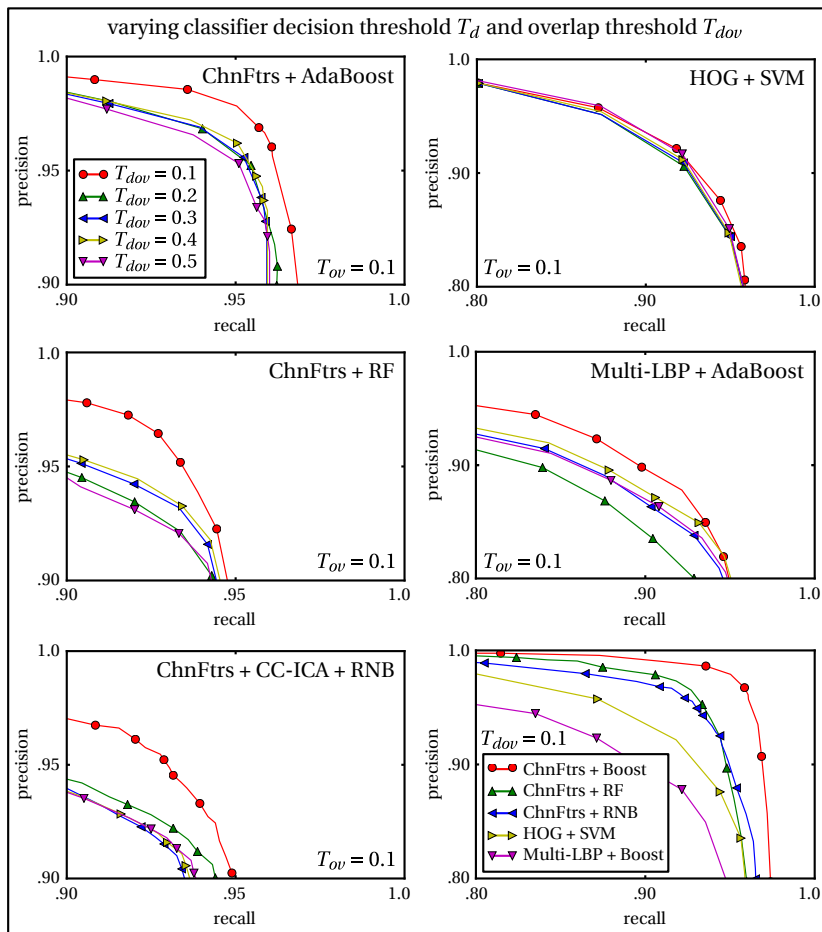 varying classifier decision threshold T_d and overlap threshold T_dov
1.0
ChnFtrs + AdaBoost
precision
.95
T_dov = 0.1
T_dov = 0.2
T_dov = 0.3
T_dov = 0.4
T_dov = 0.5
T_ov = 0.1
.90
.90
.95
1.0
recall
1.0
HOG + SVM
precision
.90
T_ov = 0.1
.80
.80
.90
1.0
recall
1.0
ChnFtrs + RF
precision
.95
T_ov = 0.1
.90
.90
.95
1.0
recall
1.0
Multi-LBP + AdaBoost
precision
.90
T_ov = 0.1
.80
.80
.90
1.0
recall
1.0
ChnFtrs + CC-ICA + RNB
precision
.95
T_ov = 0.1
.90
.90
.95
1.0
recall
1.0
precision
.90
T_dov = 0.1
ChnFtrs + Boost
ChnFtrs + RF
ChnFtrs + RNB
HOG + SVM
Multi-LBP + Boost
.80
.80
.90
1.0
recall